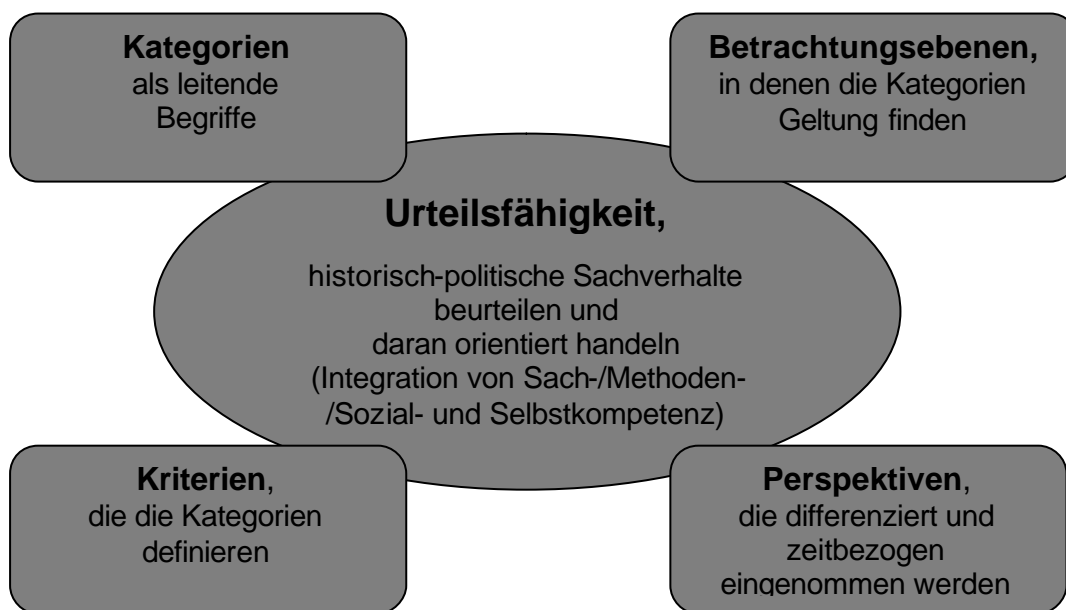 Kategorien
als leitende
Begriffe
Betrachtungsebenen,
in denen die Kategorien
Geltung finden
Urteilsfähigkeit,
historisch-politische Sachverhalte
beurteilen und
daran orientiert handeln
(Integration von Sach-/Methoden-
/Sozial- und Selbstkompetenz)
Kriterien,
die die Kategorien
definieren
Perspektiven,
die differenziert und
zeitbezogen
eingenommen werden